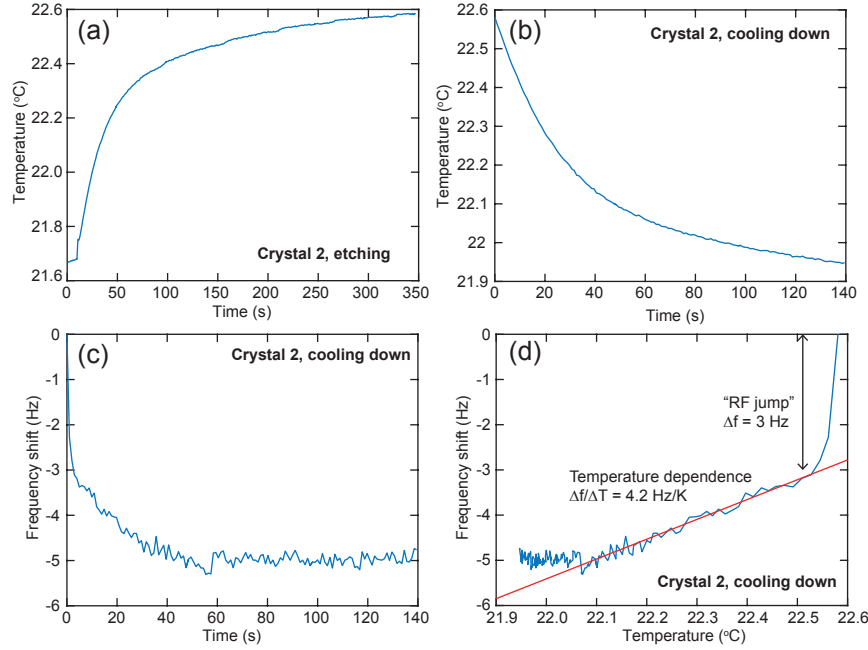 (a)
22.6
22.4
22.2
22.0
21.8
21.6
Temperature (°C)
Crystal 2, etching
0 50 100 150 200 250 300 350
Time (s)
(b)
Crystal 2, cooling down
22.6
22.5
22.4
22.3
22.2
22.1
22
21.9
Temperature (°C)
0 20 40 60 80 100 120 140
Time (s)
(c)
Crystal 2, cooling down
0
-1
-2
-3
-4
-5
-6
Frequency shift (Hz)
0 20 40 60 80 100 120 140
Time (s)
(d)
0
-1
-2
-3
-4
-5
-6
Frequency shift (Hz)
“RF jump”
Δf = 3 Hz
Temperature dependence
Δf/ΔT = 4.2 Hz/K
Crystal 2, cooling down
21.9 22.0 22.1 22.2 22.3 22.4 22.5 22.6
Temperature (°C)